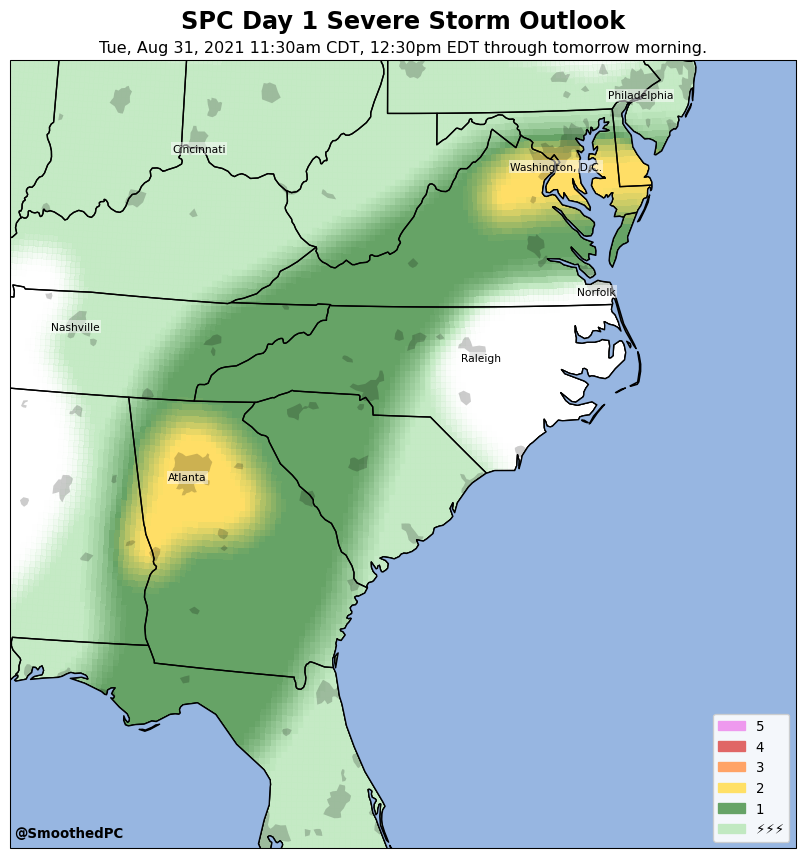 SPC Day 1 Severe Storm Outlook
Tue, Aug 31, 2021 11:30am CDT, 12:30pm EDT through tomorrow morning.
Philadelphia
Cincinnati
Washington, D.C.
Norfolk
Nashville
Raleigh
Atlanta
5
4
3
2
1
⚡⚡⚡
@SmoothedPC